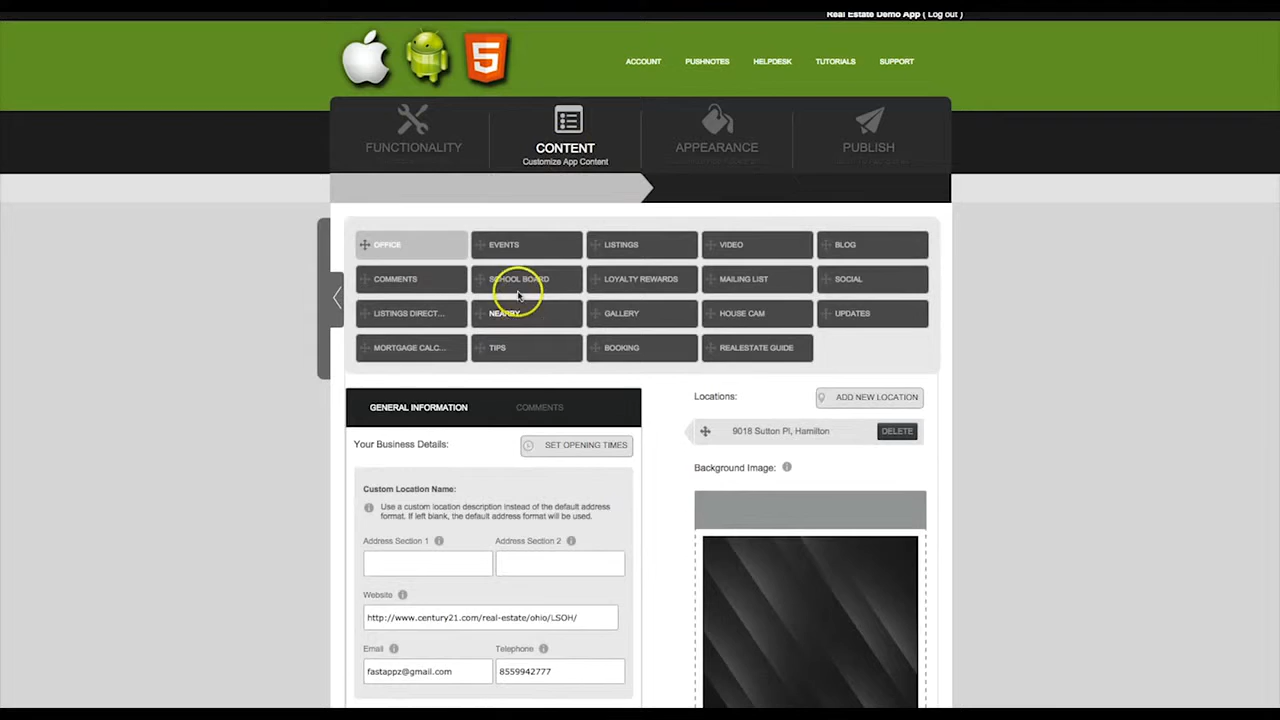 Real Estate Demo App ( Log out )
5
ACCOUNT PUSHNOTES HELPDESK TUTORIALS SUPPORT
FUNCTIONALITY CONTENT APPEARANCE PUBLISH
Customize App Content
OFFICE EVENTS LISTINGS VIDEO BLOG
COMMENTS SCHOOL BOARD LOYALTY REWARDS MAILING LIST SOCIAL
LISTINGS DIRECT... NEARBY GALLERY HOUSE CAM UPDATES
MORTGAGE CALC... TIPS BOOKING REALESTATE GUIDE
GENERAL INFORMATION COMMENTS
Locations: ADD NEW LOCATION
Your Business Details: SET OPENING TIMES
9018 Sutton Pl, Hamilton DELETE
Background Image:
Custom Location Name:
Use a custom location description instead of the default address
format. If left blank, the default address format will be used.
Address Section 1 Address Section 2
Website
http://www.century21.com/real-estate/ohio/LSOH/
Email Telephone
fastappz@gmail.com 8559942777